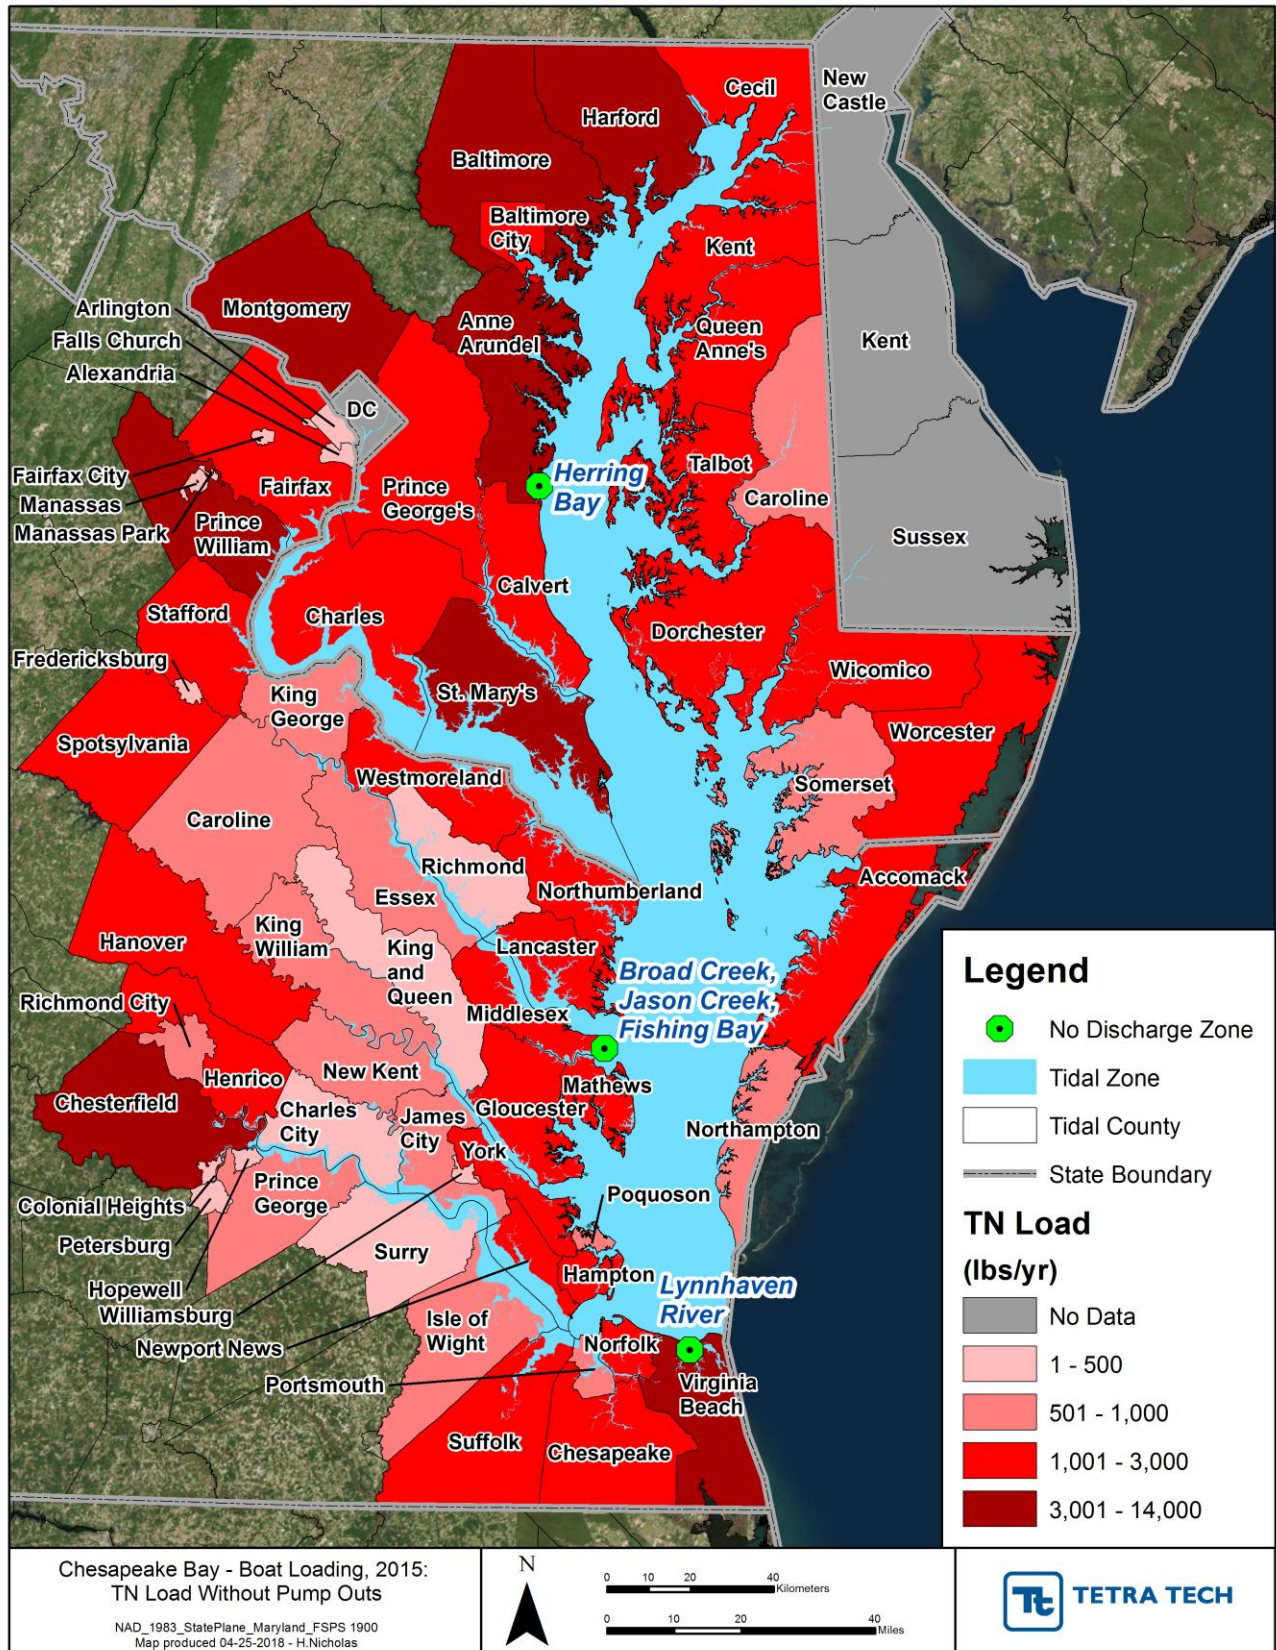 Cecil
New
Castle
Harford
Baltimore
Baltimore
City
Kent
Arlington
Falls Church
Alexandria
Montgomery
Anne
Arundel
Queen
Anne's
Kent
DC
Fairfax City
Manassas
Manassas Park
Fairfax
Prince
William
Prince
George's
Herring
Bay
Talbot
Caroline
Sussex
Stafford
Charles
Calvert
Dorchester
Fredericksburg
King
George
St. Mary's
Wicomico
Spotsylvania
Westmoreland
Worcester
Somerset
Caroline
Richmond
Essex
Northumberland
Accomack
King
William
Hanover
King
and
Queen
Lancaster
Richmond City
Middlesex
Broad Creek,
Jason Creek,
Fishing Bay
Henrico
New Kent
Mathews
Chesterfield
Charles
City
James
City
Gloucester
York
Northampton
Colonial Heights
Petersburg
Prince
George
Poquoson
Hopewell
Williamsburg
Newport News
Surry
Hampton
Lynnhaven
River
Isle of
Wight
Norfolk
Portsmouth
Virginia
Beach
Suffolk
Chesapeake
Legend
No Discharge Zone
Tidal Zone
Tidal County
State Boundary
TN Load
(lbs/yr)
No Data
1 - 500
501 - 1,000
1,001 - 3,000
3,001 - 14,000
Chesapeake Bay - Boat Loading, 2015:
TN Load Without Pump Outs
NAD_1983_StatePlane_Maryland_FSPS 1900
Map produced 04-25-2018 - H.Nicholas
N
0 10 20 40
Kilometers
0 10 20 40
Miles
Tt TETRA TECH